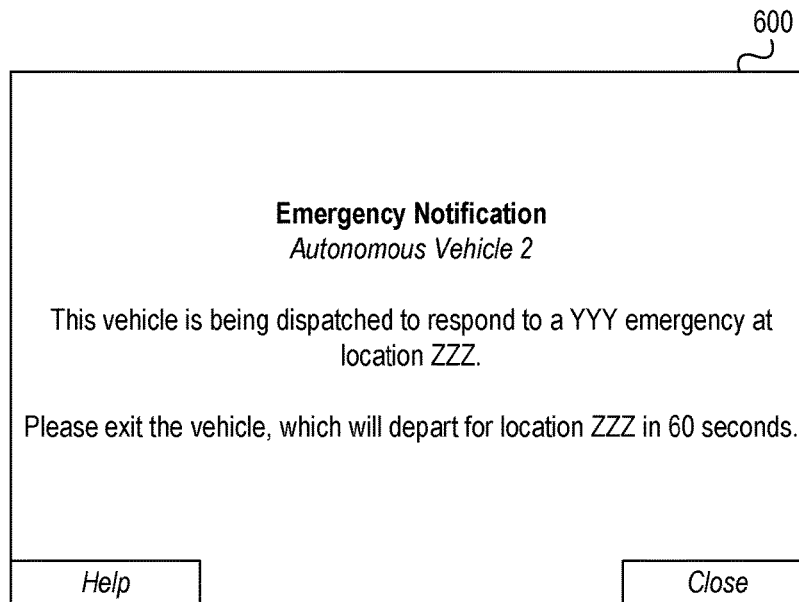 600
Emergency Notification
Autonomous Vehicle 2
This vehicle is being dispatched to respond to a YYY emergency at
location ZZZ.
Please exit the vehicle, which will depart for location ZZZ in 60 seconds.
Help
Close